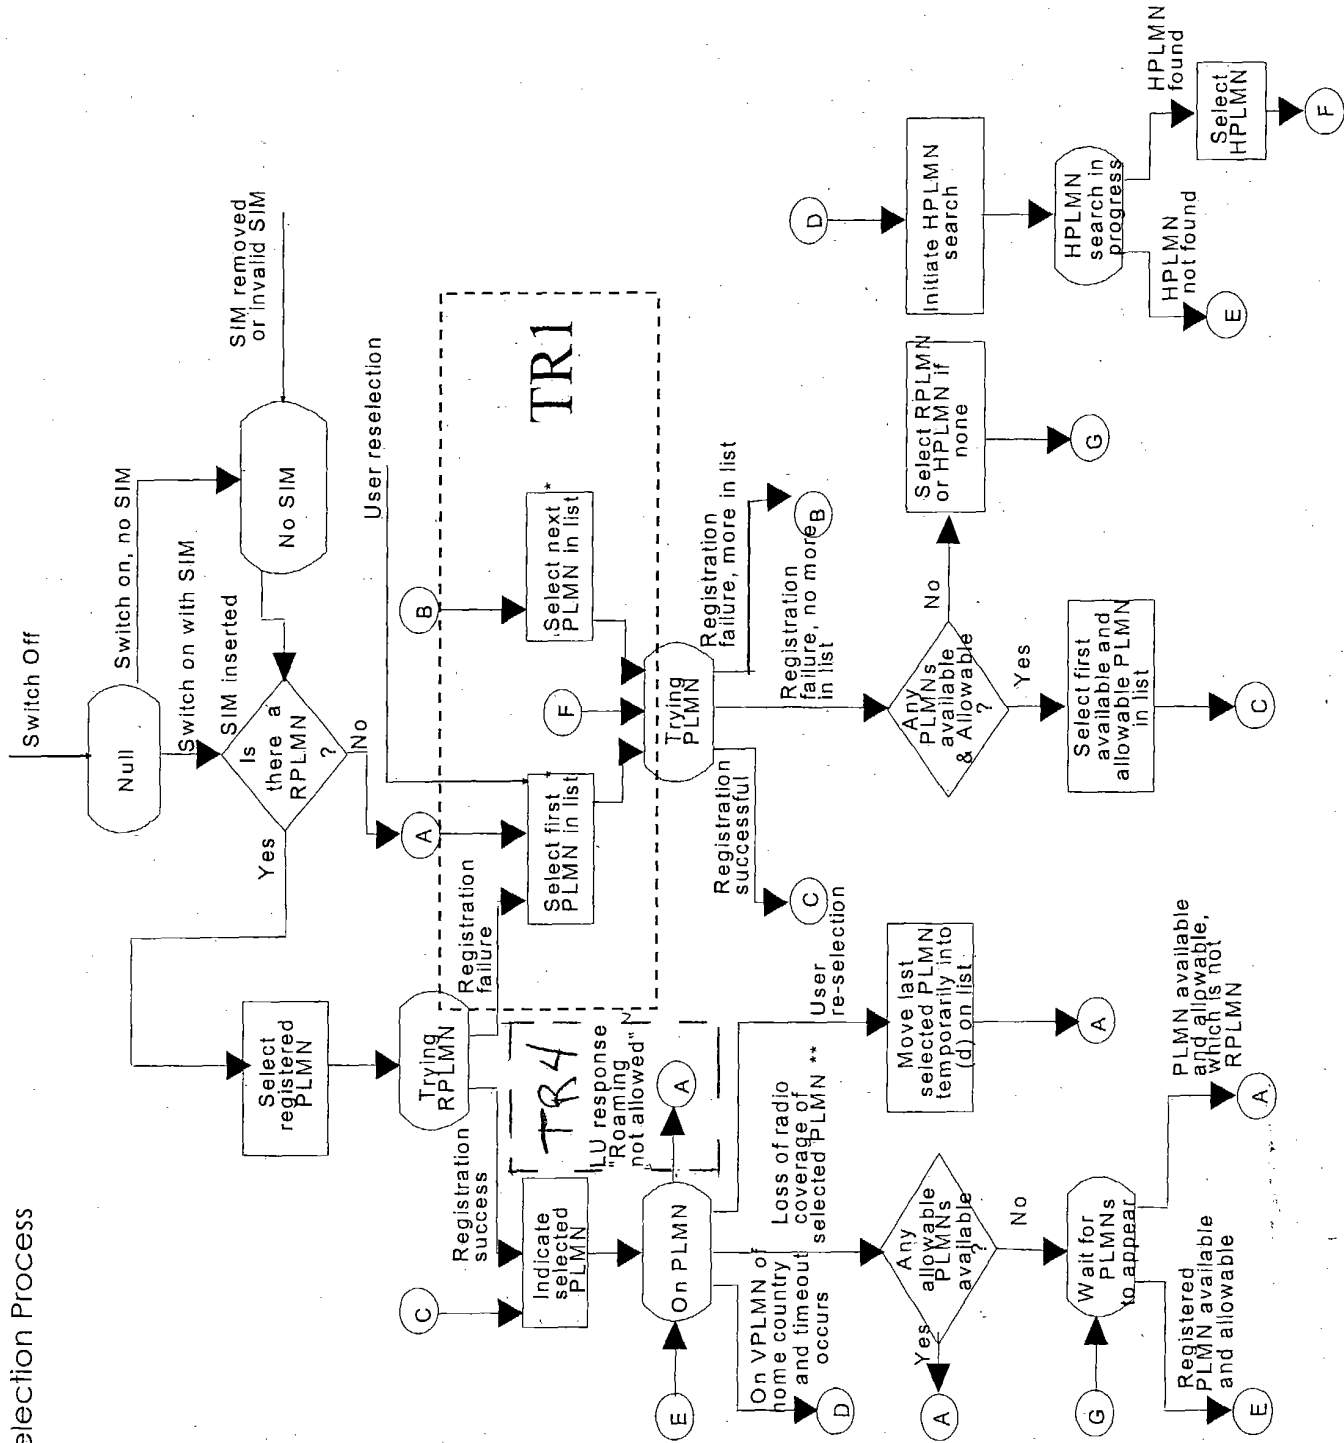 election Process
Switch Off
Null
Switch on, no SIM
Switch on with SIM
SIM inserted
SIM removed
or invalid SIM
No SIM
Is
there a
RPLMN
?
Yes
No
Select
registered
PLMN
Trying
RPLMN
Registration
success
Registration
failure
A
User reselection
B
TR1
Select first
PLMN in list
*
Select next
PLMN in list
*
F
Trying
PLMN
TR4
LU response
"Roaming
not allowed"
A
C
Indicate
selected
PLMN
E
On PLMN
Registration
successful
C
Registration
failure, more in list
B
Registration
failure, no more
in list
On VPLMN of
home country
and timeout
occurs
D
Loss of radio
coverage of
selected PLMN **
User
re-selection
Move last
selected PLMN
temporarily into
(d) on list
A
Any
allowable
PLMNs
available
?
Yes
A
No
G
Wait for
PLMNs
to appear
Registered
PLMN available
and allowable
E
PLMN available
and allowable,
which is not
RPLMN
A
Any
PLMNs
available
& Allowable
?
No
Select RPLMN
or HPLMN if
none
G
Yes
Select first
available and
allowable PLMN
in list
C
D
Initiate HPLMN
search
HPLMN
search in
progress
HPLMN
not found
E
HPLMN
found
Select
HPLMN
F